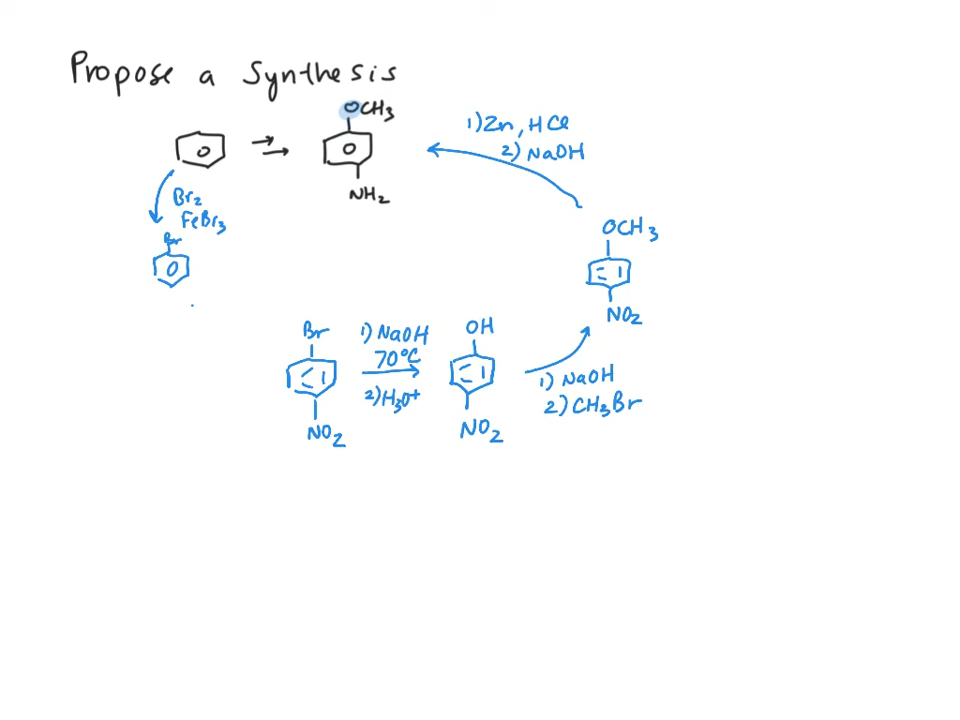 Propose a Synthesis
OCH3
NH2
1)Zn, HCl
2) NaOH
Br2
FeBr3
Br
OCH3
NO2
Br
1) NaOH
70°C
2)H3O+
NO2
OH
NO2
1) NaOH
2) CH3Br